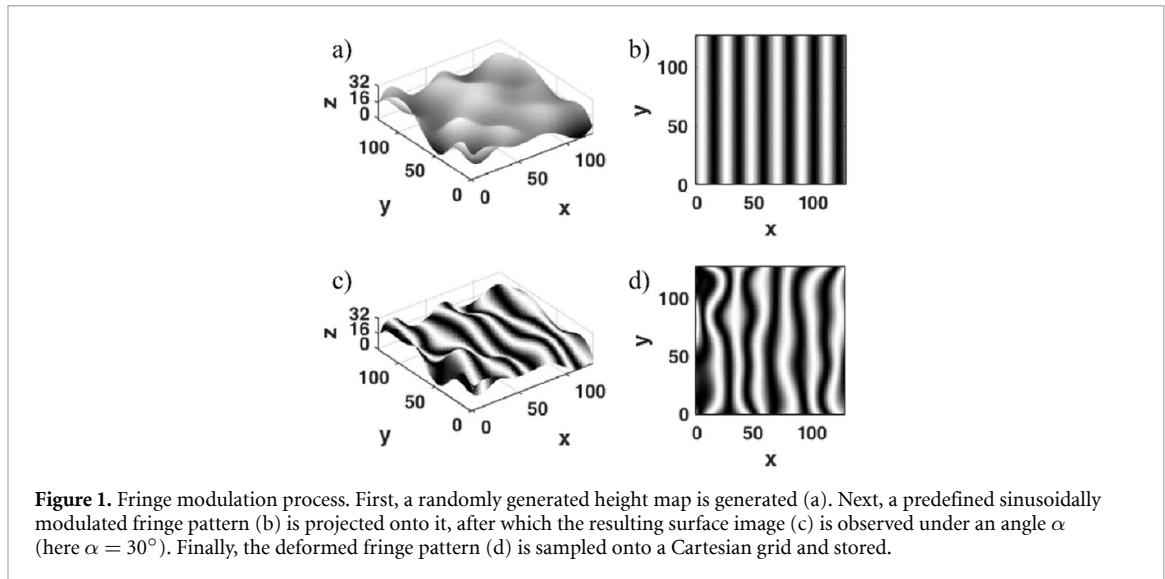 a)
z
32
16
0
100
50
0
y
0
50
100
x
b)
y
100
50
0
0
50
100
x
c)
z
32
16
0
100
50
0
y
0
50
100
x
d)
y
100
50
0
0
50
100
x
Figure 1. Fringe modulation process. First, a randomly generated height map is generated (a). Next, a predefined sinusoidally
modulated fringe pattern (b) is projected onto it, after which the resulting surface image (c) is observed under an angle α
(here α = 30°). Finally, the deformed fringe pattern (d) is sampled onto a Cartesian grid and stored.